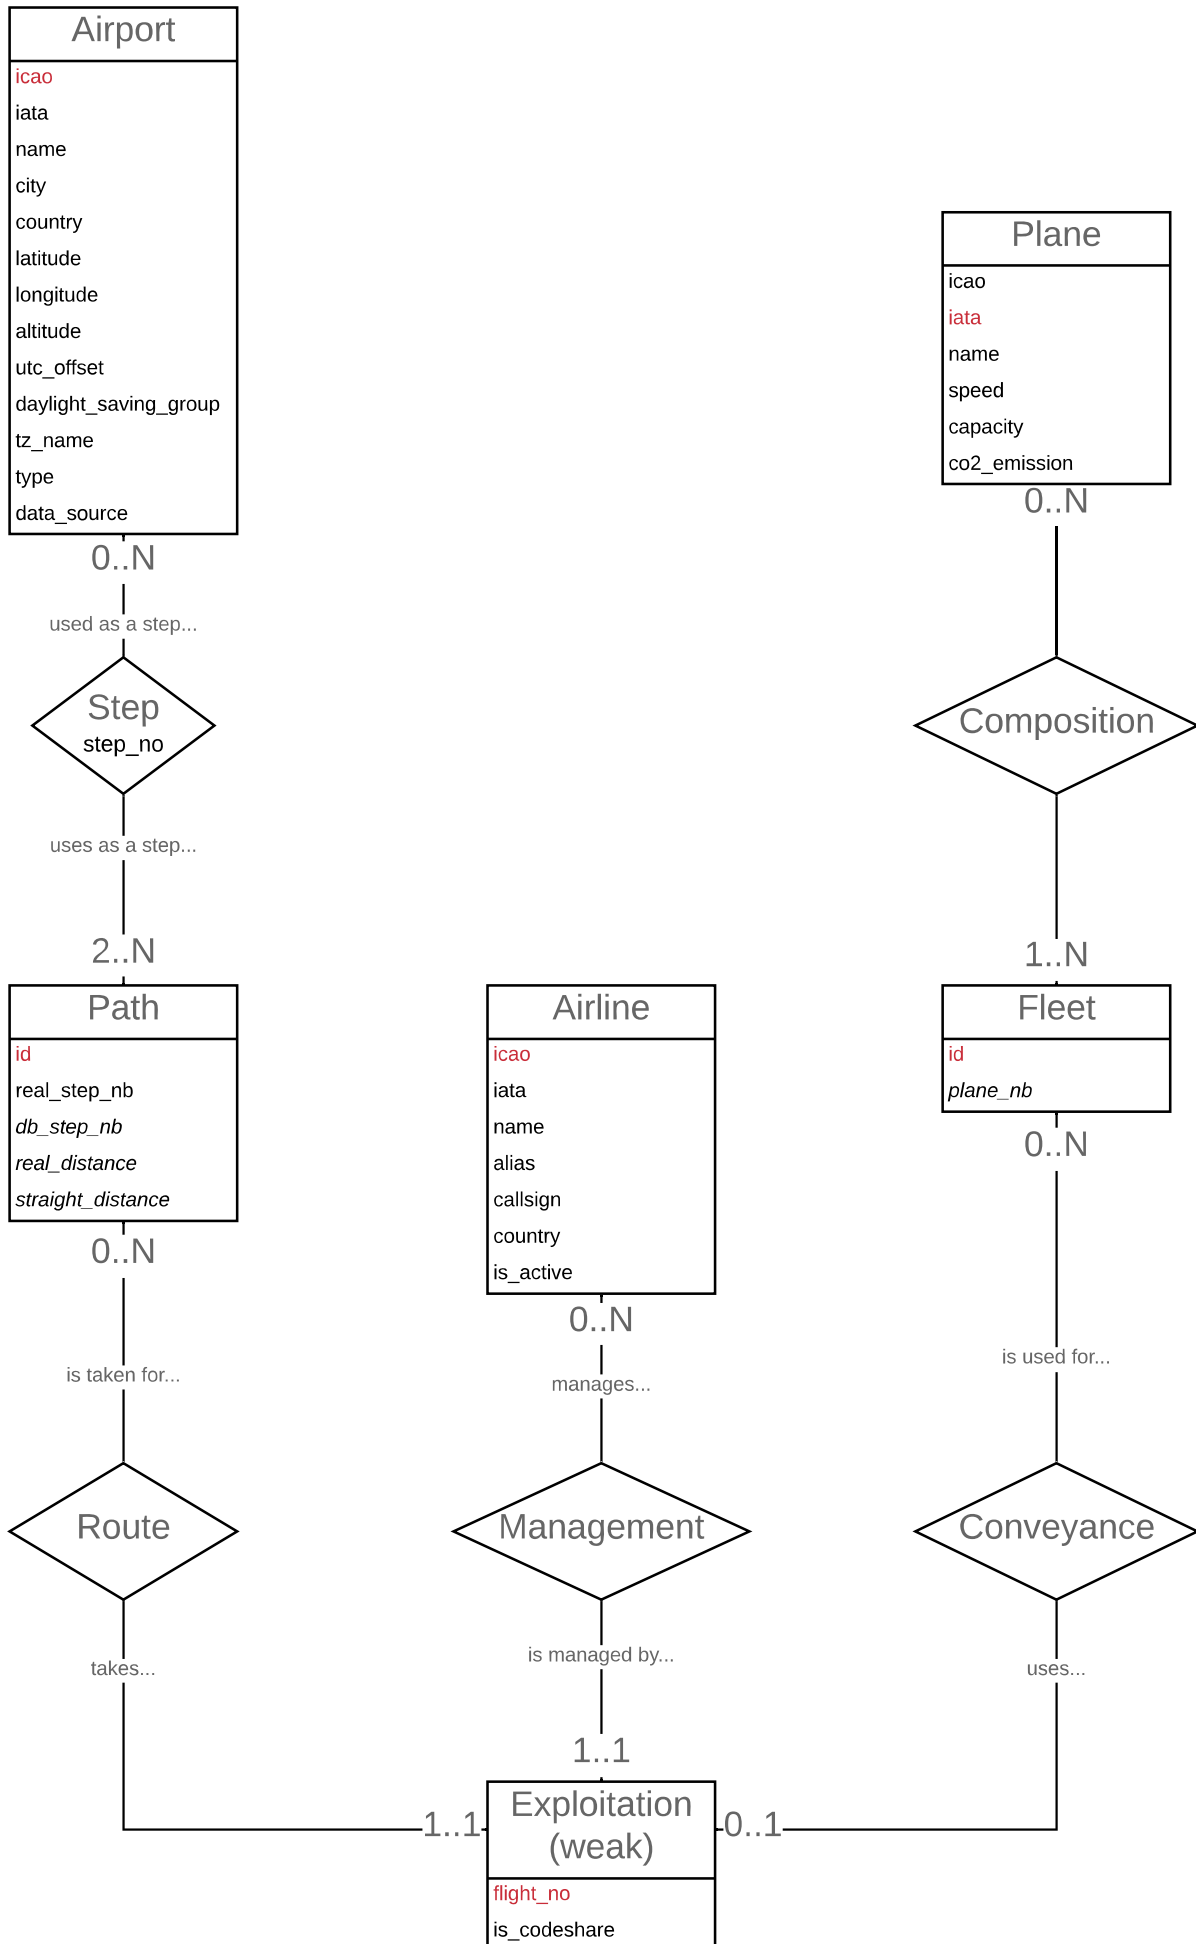 Airport
icao
iata
name
city
country
latitude
longitude
altitude
utc_offset
daylight_saving_group
tz_name
type
data_source
0..N
used as a step...
Step
step_no
uses as a step...
2..N
Path
id
real_step_nb
db_step_nb
real_distance
straight_distance
0..N
is taken for...
Route
takes...
1..1
Airline
icao
iata
name
alias
callsign
country
is_active
0..N
manages...
Management
is managed by...
1..1
Exploitation
(weak)
flight_no
is_codeshare
Plane
icao
iata
name
speed
capacity
co2_emission
0..N
Composition
1..N
Fleet
id
plane_nb
0..N
is used for...
Conveyance
uses...
0..1